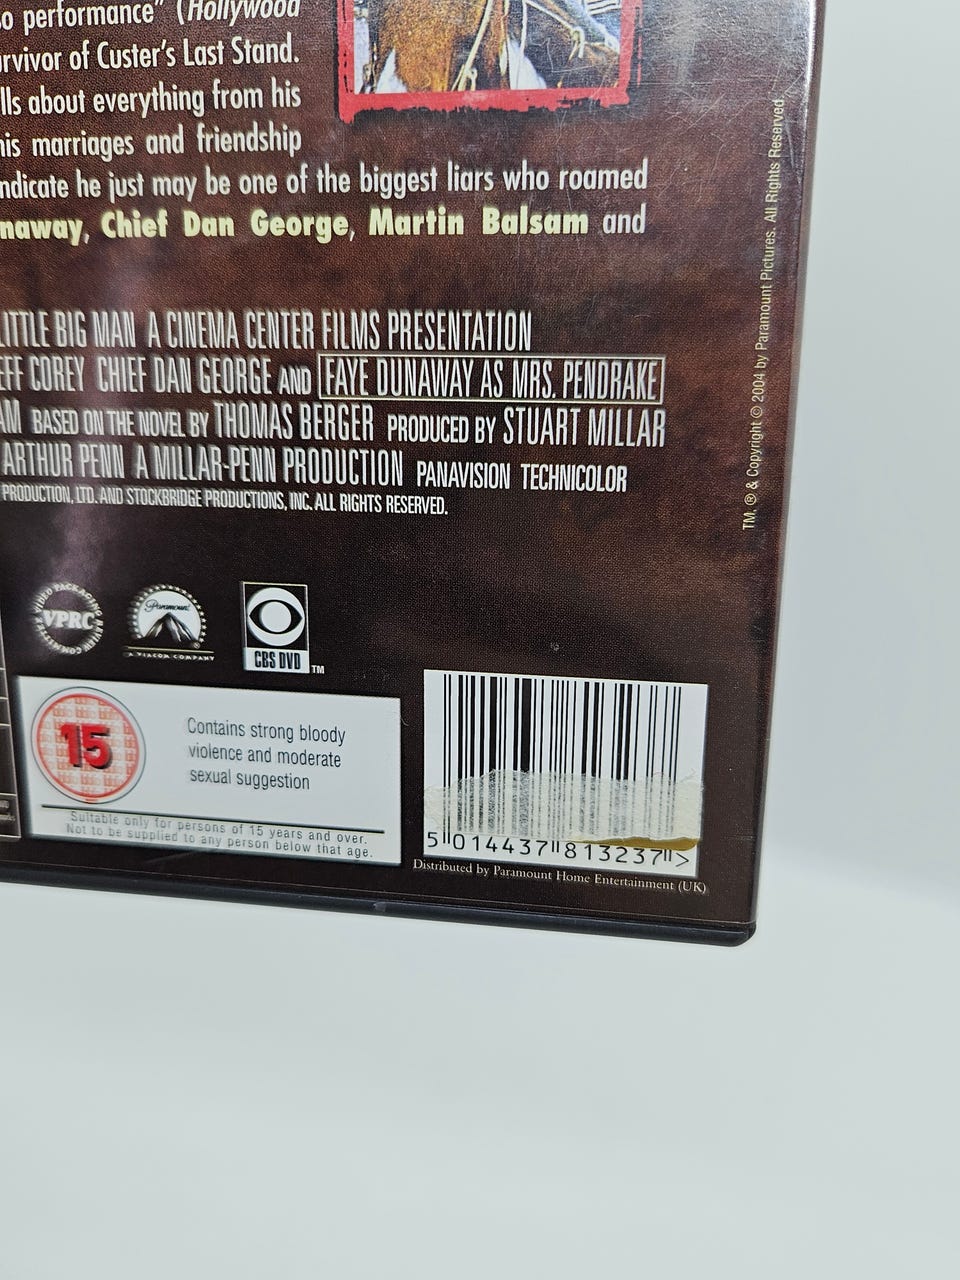 so performance” (Hollywood
rvivor of Custer's Last Stand.
lls about everything from his
his marriages and friendship
ndicate he just may be one of the biggest liars who roamed
naway, Chief Dan George, Martin Balsam and
LITTLE BIG MAN A CINEMA CENTER FILMS PRESENTATION
EFF COREY CHIEF DAN GEORGE AND FAYE DUNAWAY AS MRS. PENDRAKE
AM BASED ON THE NOVEL BY THOMAS BERGER PRODUCED BY STUART MILLAR
ARTHUR PENN A MILLAR-PENN PRODUCTION PANAVISION TECHNICOLOR
PRODUCTION, LTD. AND STOCKBRIDGE PRODUCTIONS, INC. ALL RIGHTS RESERVED.
TM, ® & Copyright © 2004 by Paramount Pictures. All Rights Reserved.
VIDEO PACKAGING
VPRC
Paramount
A VIACOM COMPANY
CBS DVD TM
15
Contains strong bloody
violence and moderate
sexual suggestion
Suitable only for persons of 15 years and over.
Not to be supplied to any person below that age.
5 014437 813237 >
Distributed by Paramount Home Entertainment (UK)